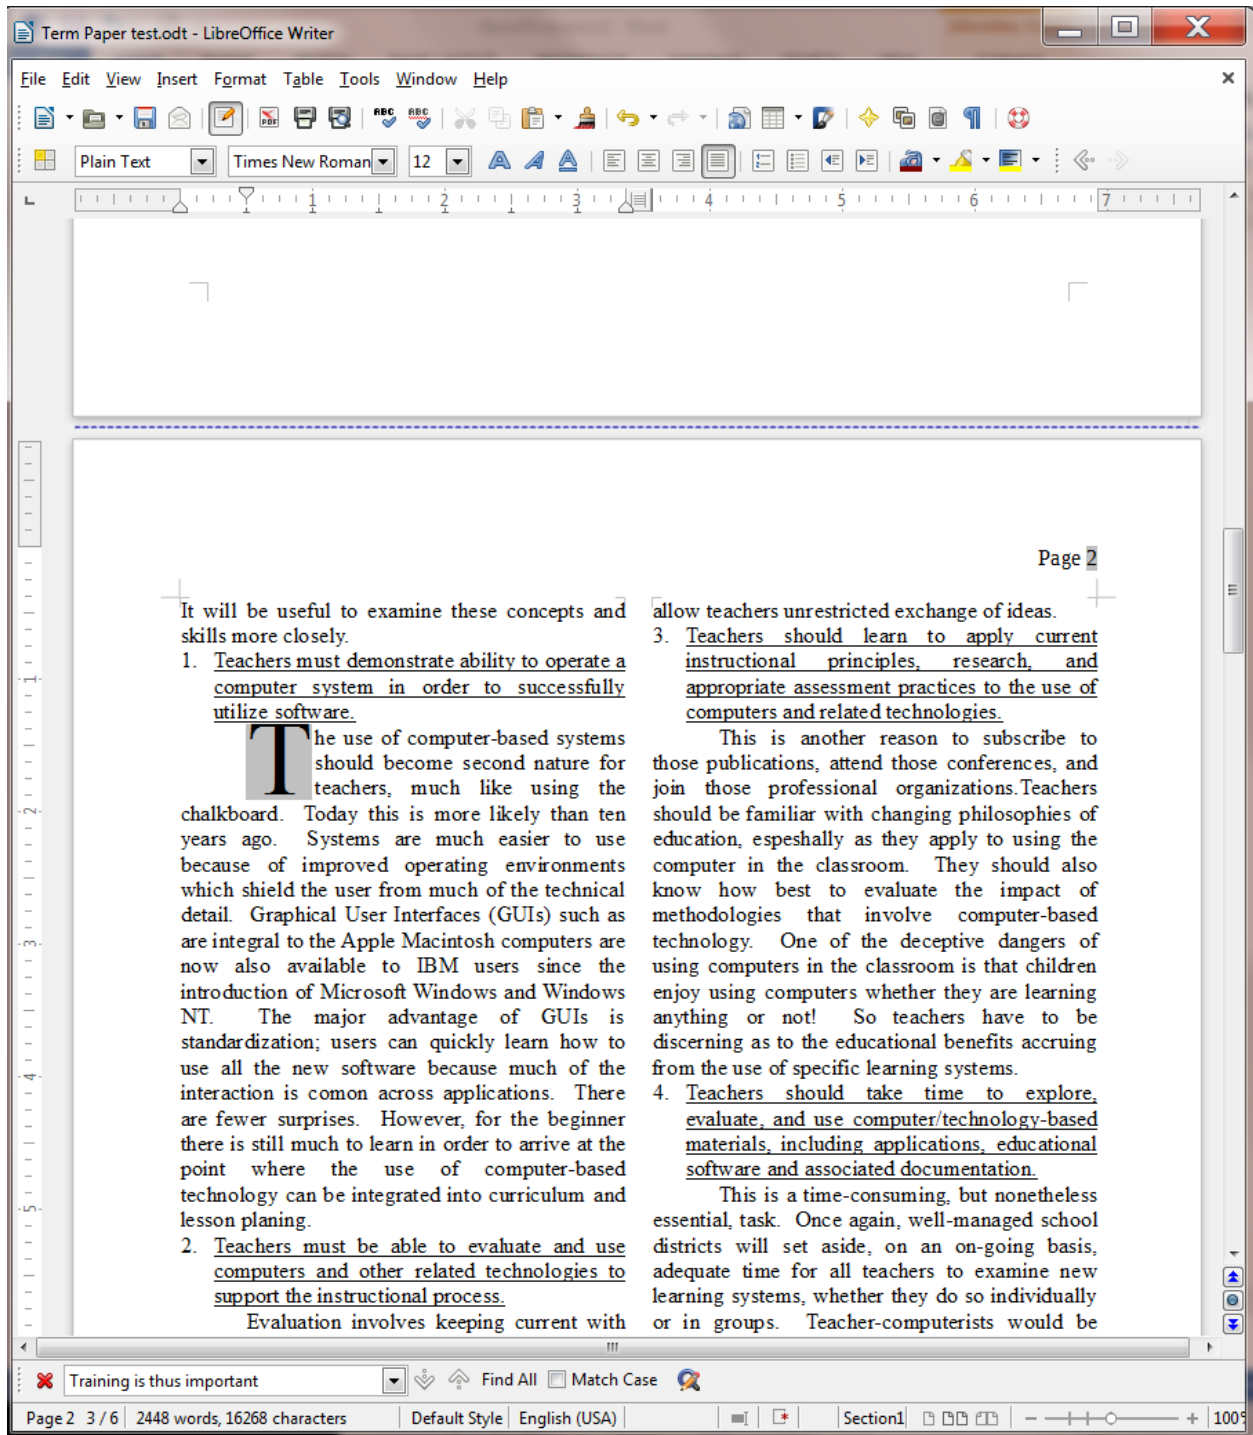 Term Paper test.odt - LibreOffice Writer
File Edit View Insert Format Table Tools Window Help
Plain Text
Times New Roman
12
1 2 3 4 5 6 7
Page 2
It will be useful to examine these concepts and
skills more closely.
1. Teachers must demonstrate ability to operate a
computer system in order to successfully
utilize software.
The use of computer-based systems
should become second nature for
teachers, much like using the
chalkboard. Today this is more likely than ten
years ago. Systems are much easier to use
because of improved operating environments
which shield the user from much of the technical
detail. Graphical User Interfaces (GUIs) such as
are integral to the Apple Macintosh computers are
now also available to IBM users since the
introduction of Microsoft Windows and Windows
NT. The major advantage of GUIs is
standardization; users can quickly learn how to
use all the new software because much of the
interaction is comon across applications. There
are fewer surprises. However, for the beginner
there is still much to learn in order to arrive at the
point where the use of computer-based
technology can be integrated into curriculum and
lesson planing.
2. Teachers must be able to evaluate and use
computers and other related technologies to
support the instructional process.
Evaluation involves keeping current with
allow teachers unrestricted exchange of ideas.
3. Teachers should learn to apply current
instructional principles, research, and
appropriate assessment practices to the use of
computers and related technologies.
This is another reason to subscribe to
those publications, attend those conferences, and
join those professional organizations.Teachers
should be familiar with changing philosophies of
education, espeshally as they apply to using the
computer in the classroom. They should also
know how best to evaluate the impact of
methodologies that involve computer-based
technology. One of the deceptive dangers of
using computers in the classroom is that children
enjoy using computers whether they are learning
anything or not! So teachers have to be
discerning as to the educational benefits accruing
from the use of specific learning systems.
4. Teachers should take time to explore,
evaluate, and use computer/technology-based
materials, including applications, educational
software and associated documentation.
This is a time-consuming, but nonetheless
essential, task. Once again, well-managed school
districts will set aside, on an on-going basis,
adequate time for all teachers to examine new
learning systems, whether they do so individually
or in groups. Teacher-computerists would be
1
2
3
4
5
Training is thus important
Find All Match Case
Page 2 3 / 6 2448 words, 16268 characters Default Style English (USA) Section1 100%